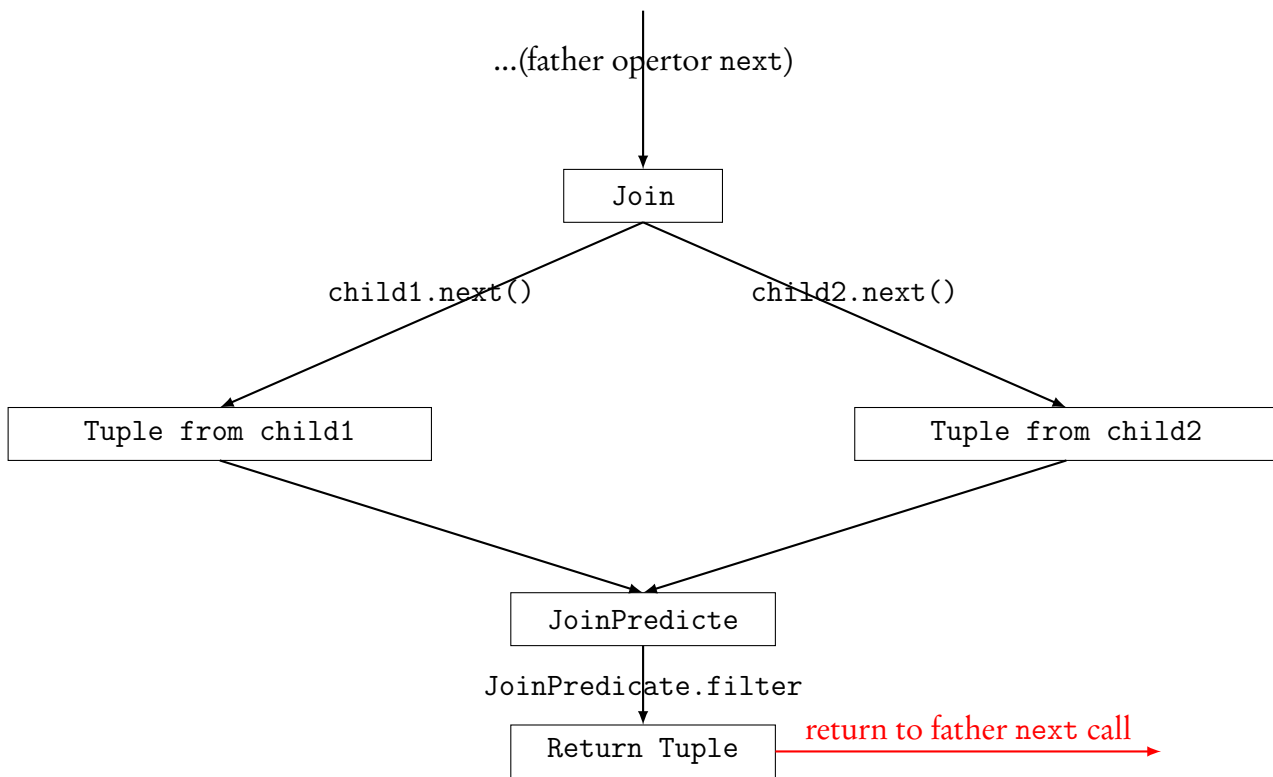 ...(father opertor next)
Join
child1.next()
child2.next()
Tuple from child1
Tuple from child2
JoinPredicte
JoinPredicate.filter
return to father next call
Return Tuple